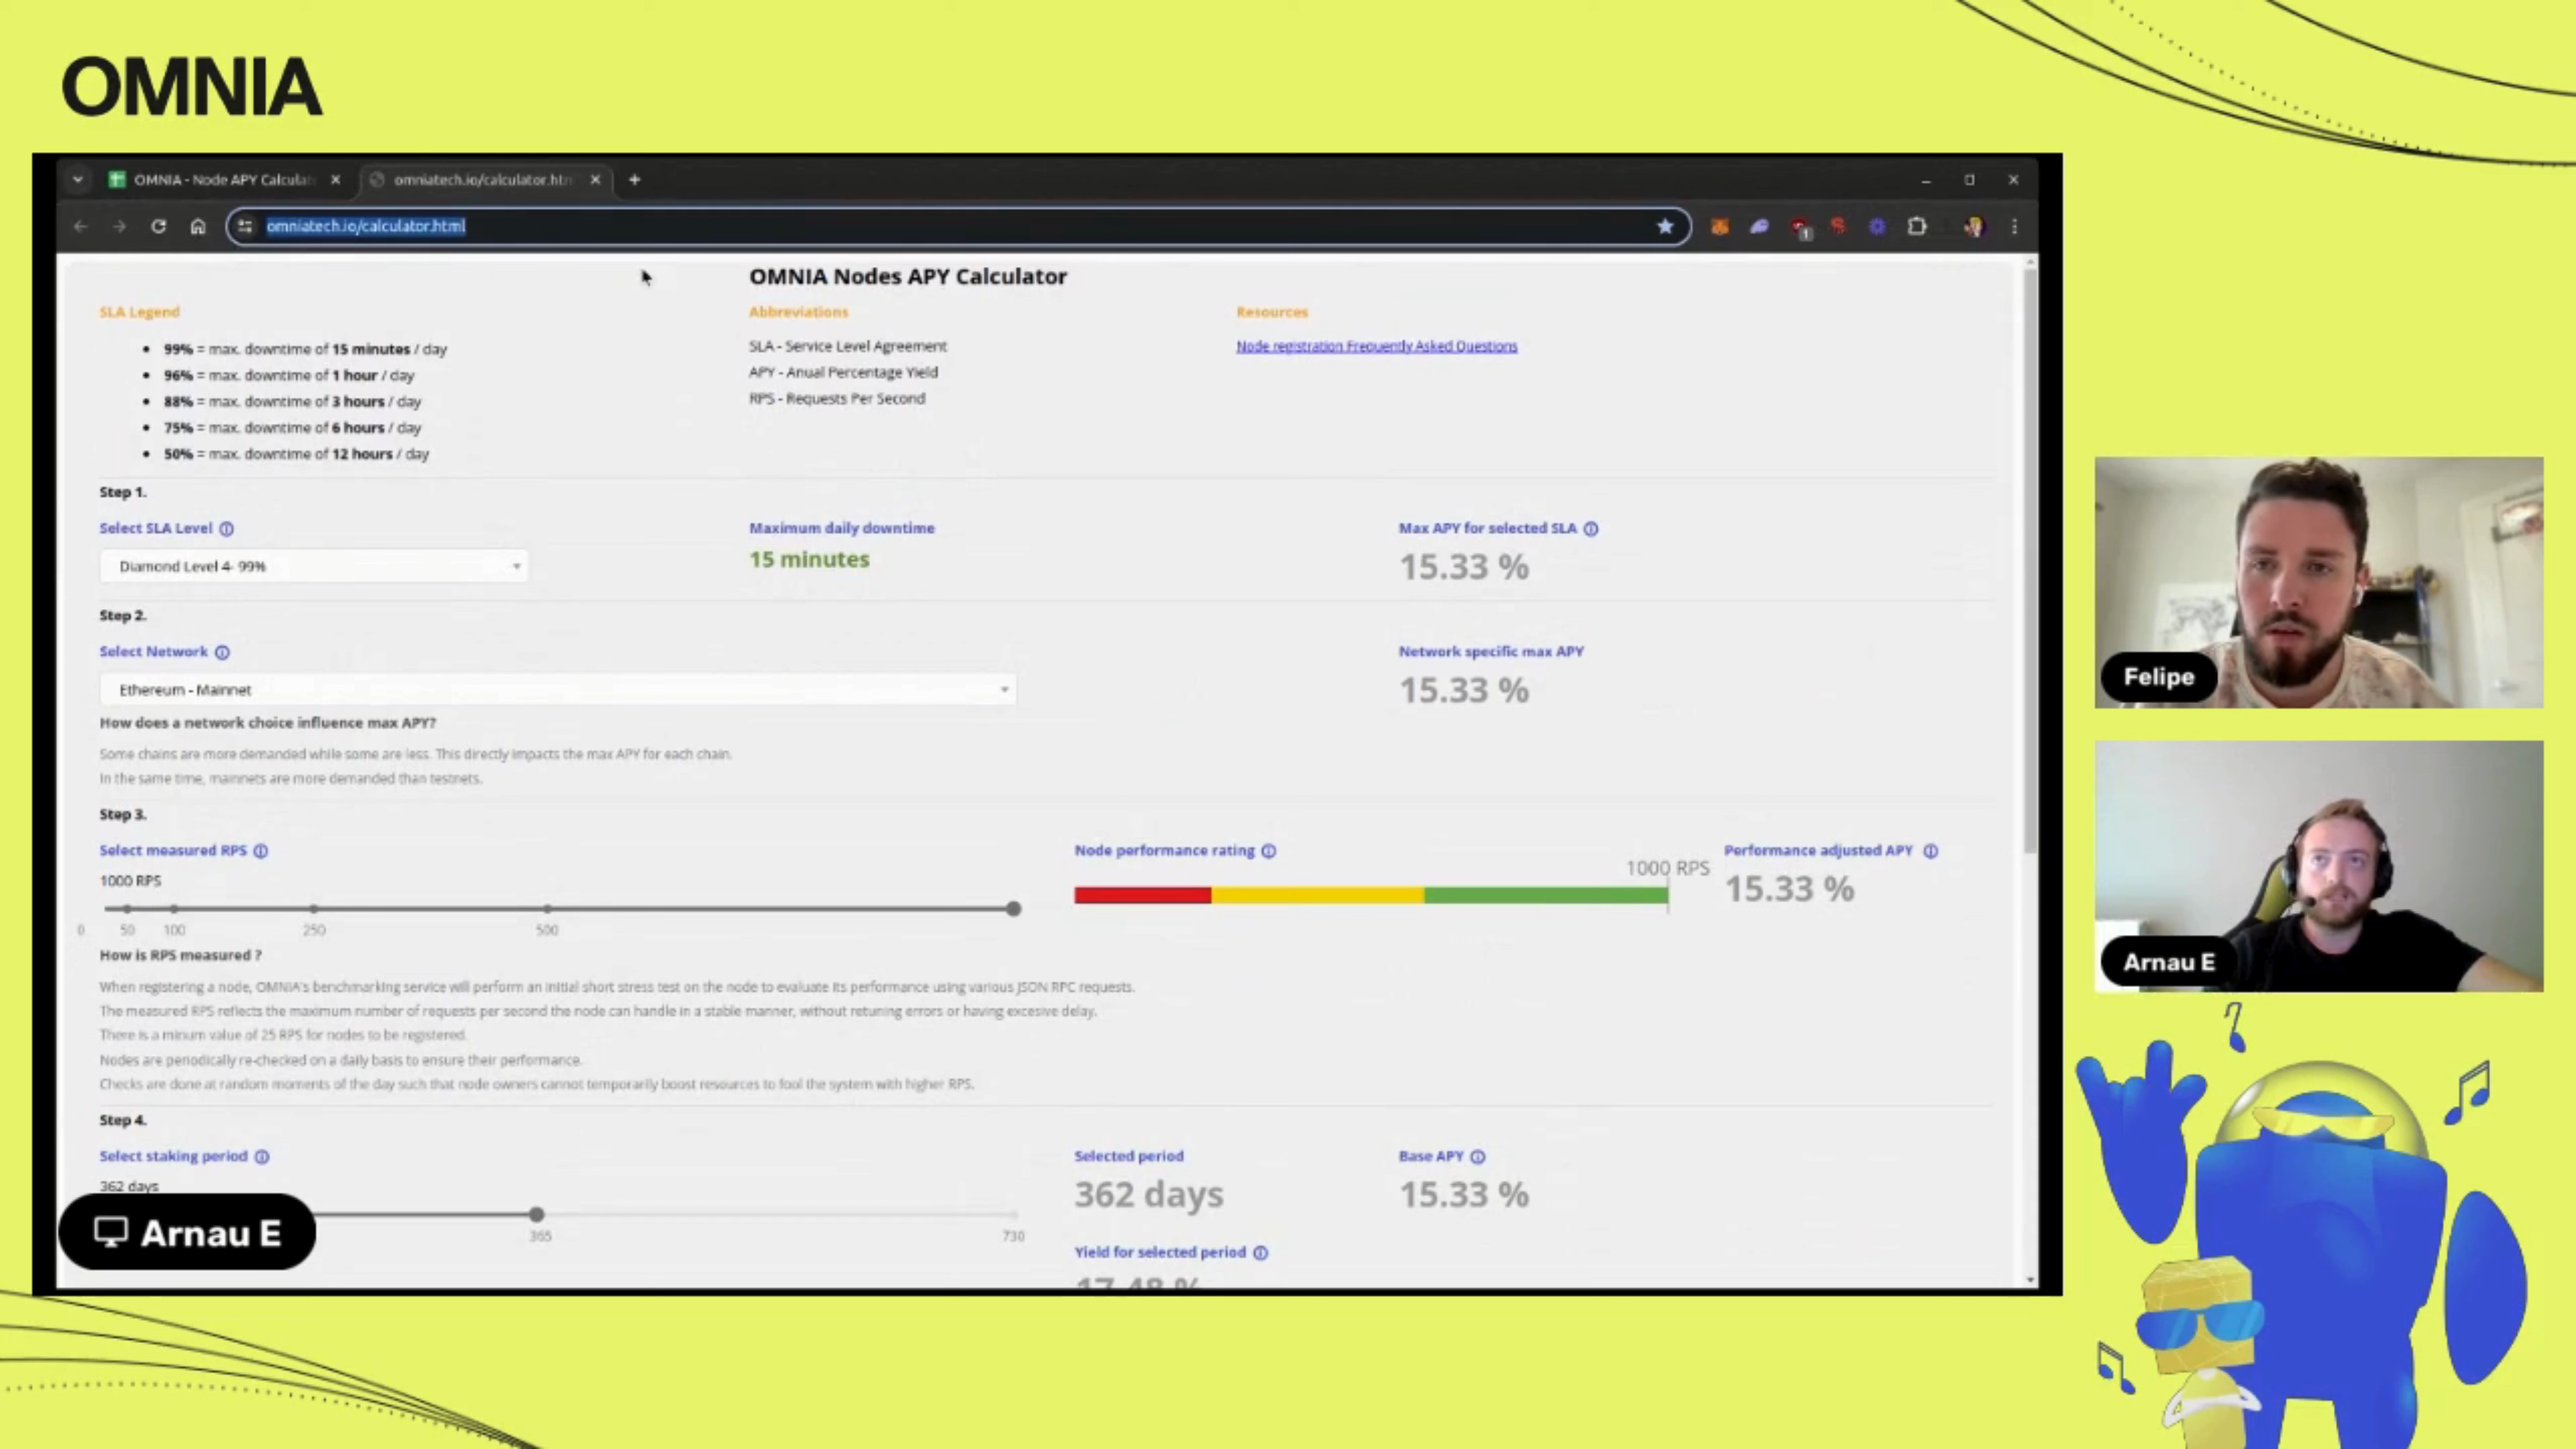 OMNIA
OMNIA - Node APY Calculat
omniatech.io/calculator.htm
omniatech.io/calculator.html
1
OMNIA Nodes APY Calculator
SLA Legend
Abbreviations
Resources
99% = max. downtime of 15 minutes / day
96% = max. downtime of 1 hour / day
88% = max. downtime of 3 hours / day
75% = max. downtime of 6 hours / day
50% = max. downtime of 12 hours / day
SLA - Service Level Agreement
APY - Anual Percentage Yield
RPS - Requests Per Second
Node registration Frequently Asked Questions
Step 1.
Select SLA Level
Diamond Level 4- 99%
Maximum daily downtime
15 minutes
Max APY for selected SLA
15.33 %
Step 2.
Select Network
Ethereum - Mainnet
Network specific max APY
15.33 %
How does a network choice influence max APY?
Some chains are more demanded while some are less. This directly impacts the max APY for each chain.
In the same time, mainnets are more demanded than testnets.
Step 3.
Select measured RPS
1000 RPS
0 50 100 250 500
Node performance rating
1000 RPS
Performance adjusted APY
15.33 %
How is RPS measured ?
When registering a node, OMNIA's benchmarking service will perform an initial short stress test on the node to evaluate its performance using various JSON RPC requests.
The measured RPS reflects the maximum number of requests per second the node can handle in a stable manner, without retuning errors or having excesive delay.
There is a minum value of 25 RPS for nodes to be registered.
Nodes are periodically re-checked on a daily basis to ensure their performance.
Checks are done at random moments of the day such that node owners cannot temporarily boost resources to fool the system with higher RPS.
Step 4.
Select staking period
362 days
365 730
Selected period
362 days
Base APY
15.33 %
Yield for selected period
17.48 %
Arnau E
Felipe
Arnau E